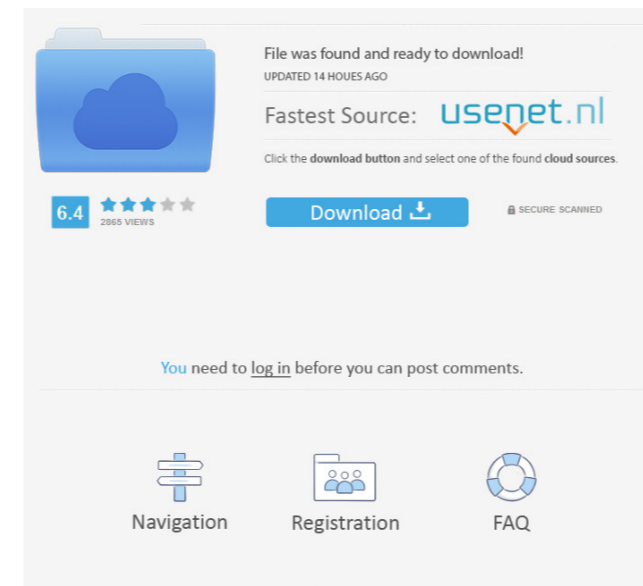 File was found and ready to download!
UPDATED 14 HOUES AGO
Fastest Source: usenet.nl
Click the download button and select one of the found cloud sources.
6.4
2865 VIEWS
Download
SECURE SCANNED
You need to log in before you can post comments.
Navigation
Registration
FAQ